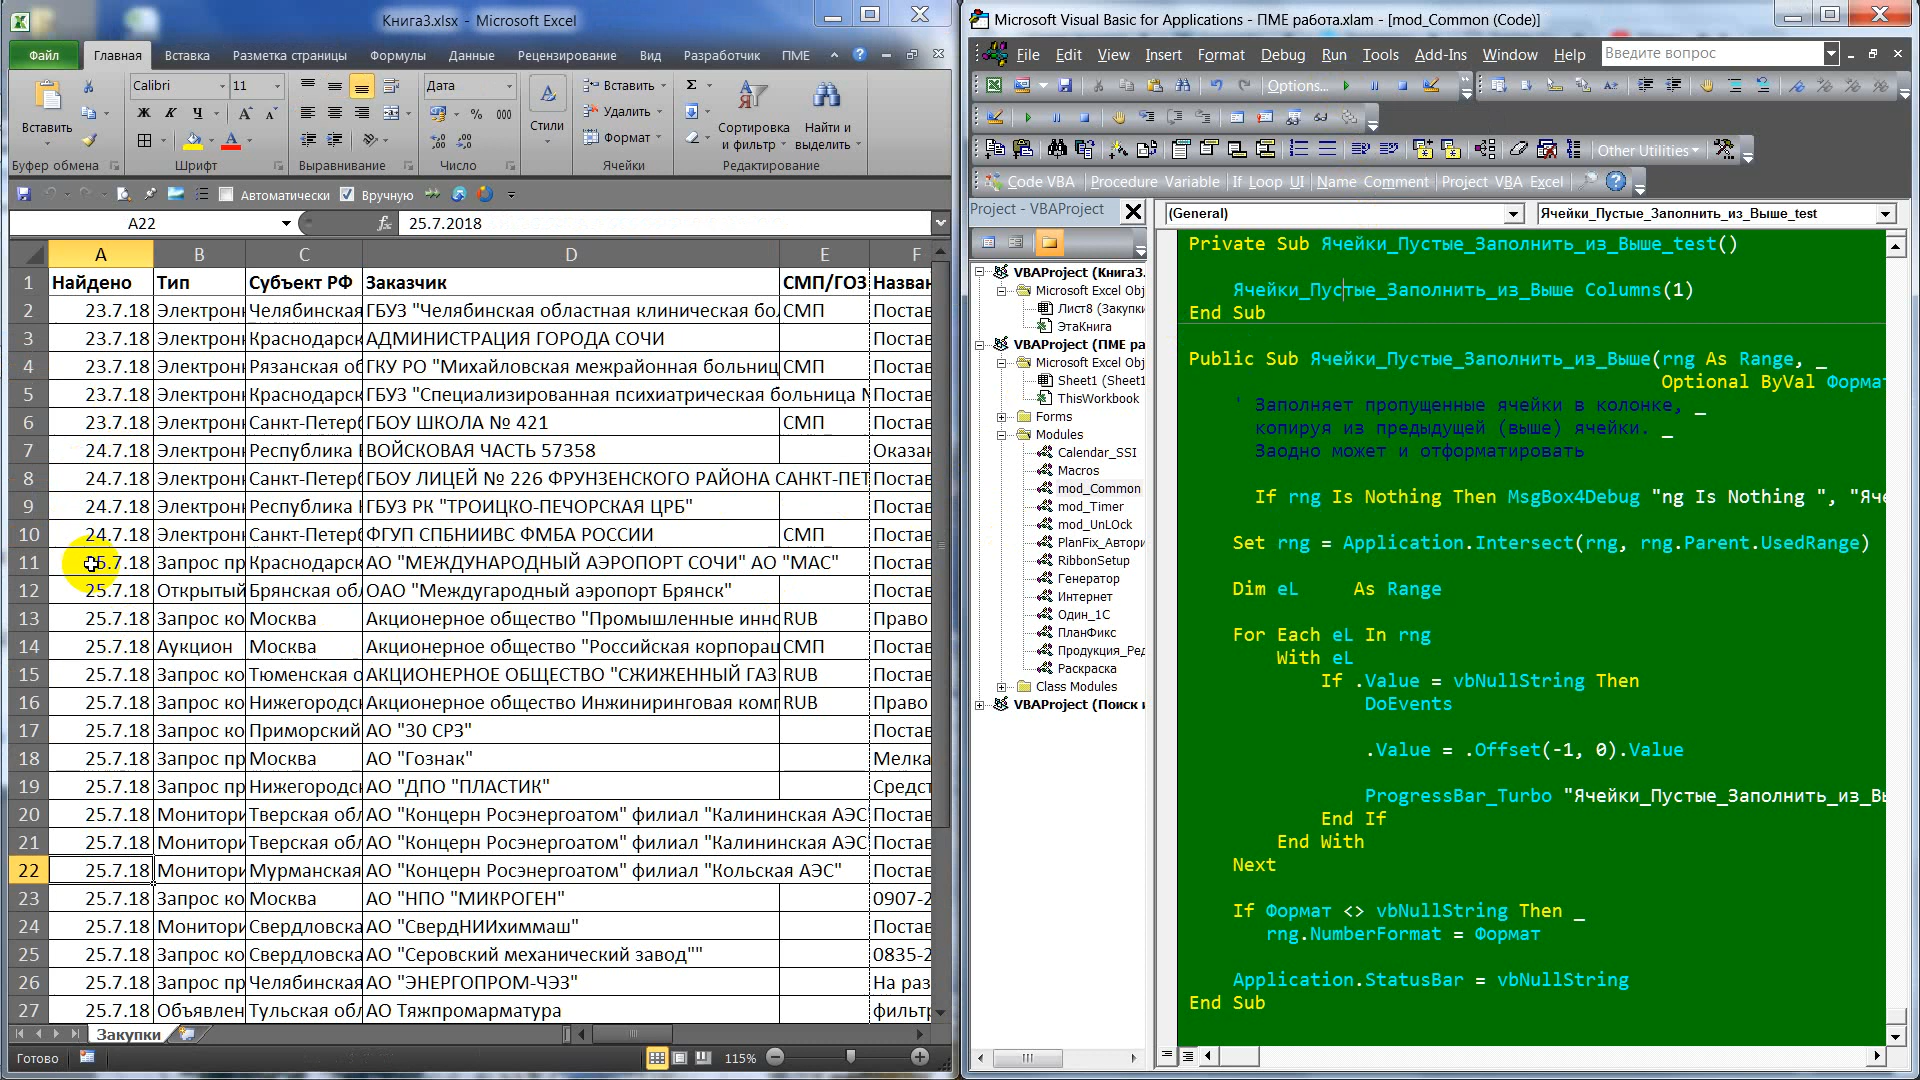 Книга3.xlsx - Microsoft Excel
Файл Главная Вставка Разметка страницы Формулы Данные Рецензирование Вид Разработчик ПМЕ
Calibri 11 Дата
Вставить Стили Вставить Удалить Формат Сортировка и фильтр Найти и выделить
Ж К Ч % 000
Буфер обмена Шрифт Выравнивание Число Ячейки Редактирование
Автоматически Вручную
A22 fx 25.7.2018
A B C D E F
1 Найдено Тип Субъект РФ Заказчик СМП/ГОЗ Назван
2 23.7.18 Электрон Челябинская ГБУЗ "Челябинская областная клиническая бо СМП Постав
3 23.7.18 Электрон Краснодарск АДМИНИСТРАЦИЯ ГОРОДА СОЧИ Постав
4 23.7.18 Электрон Рязанская об ГКУ РО "Михайловская межрайонная больниц СМП Постав
5 23.7.18 Электрон Краснодарск ГБУЗ "Специализированная психиатрическая больница Постав
6 23.7.18 Электрон Санкт-Петерб ГБОУ ШКОЛА № 421 СМП Постав
7 24.7.18 Электрон Республика ВОЙСКОВАЯ ЧАСТЬ 57358 Оказан
8 24.7.18 Электрон Санкт-Петерб ГБОУ ЛИЦЕЙ № 226 ФРУНЗЕНСКОГО РАЙОНА САНКТ-ПЕТ Постав
9 24.7.18 Электрон Республика ГБУЗ РК "ТРОИЦКО-ПЕЧОРСКАЯ ЦРБ" Постав
10 24.7.18 Электрон Санкт-Петерб ФГУП СПБНИИВС ФМБА РОССИИ СМП Постав
11 25.7.18 Запрос пр Краснодарск АО "МЕЖДУНАРОДНЫЙ АЭРОПОРТ СОЧИ" АО "МАС" Постав
12 25.7.18 Открытый Брянская обл ОАО "Междугародный аэропорт Брянск" Постав
13 25.7.18 Запрос ко Москва Акционерное общество "Промышленные инно RUB Право
14 25.7.18 Аукцион Москва Акционерное общество "Российская корпорац СМП Постав
15 25.7.18 Запрос ко Тюменская о АКЦИОНЕРНОЕ ОБЩЕСТВО "СЖИЖЕННЫЙ ГАЗ RUB Постав
16 25.7.18 Запрос ко Нижегородс Акционерное общество Инжиниринговая комп RUB Право
17 25.7.18 Запрос ко Приморский АО "30 СРЗ" Постав
18 25.7.18 Запрос пр Москва АО "Гознак" Мелка
19 25.7.18 Запрос пр Нижегородс АО "ДПО "ПЛАСТИК" Средст
20 25.7.18 Монитори Тверская обл АО "Концерн Росэнергоатом" филиал "Калининская АЭС Постав
21 25.7.18 Монитори Тверская обл АО "Концерн Росэнергоатом" филиал "Калининская АЭС Постав
22 25.7.18 Монитори Мурманская АО "Концерн Росэнергоатом" филиал "Кольская АЭС" Постав
23 25.7.18 Запрос ко Москва АО "НПО "МИКРОГЕН" 0907-2
24 25.7.18 Монитори Свердловска АО "СвердНИИхиммаш" Постав
25 25.7.18 Запрос ко Свердловска АО "Серовский механический завод"" 0835-2
26 25.7.18 Запрос пр Челябинская АО "ЭНЕРГОПРОМ-ЧЭЗ" На раз
27 25.7.18 Объявлен Тульская обл АО Тяжпромарматура фильтр
Закупки
Готово 115%
Microsoft Visual Basic for Applications - ПМЕ работа.xlam - [mod_Common (Code)]
File Edit View Insert Format Debug Run Tools Add-Ins Window Help Введите вопрос
Options...
Other Utilities
Code VBA Procedure Variable If Loop UI Name Comment Project VBA Excel
Project - VBAProject
VBAProject (Книга3.
Microsoft Excel Obj
Лист8 (Закупки
ЭтаКнига
VBAProject (ПМЕ ра
Microsoft Excel Obj
Sheet1 (Sheet1
ThisWorkbook
Forms
Modules
Calendar_SSI
Macros
mod_Common
mod_Timer
mod_UnLOck
PlanFix_Автори
RibbonSetup
Генератор
Интернет
Один_1С
ПланФикс
Продукция_Ред
Раскраска
Class Modules
VBAProject (Поиск и
(General) Ячейки_Пустые_Заполнить_из_Выше_test
Private Sub Ячейки_Пустые_Заполнить_из_Выше_test()
Ячейки_Пустые_Заполнить_из_Выше Columns(1)
End Sub
Public Sub Ячейки_Пустые_Заполнить_из_Выше(rng As Range, _
Optional ByVal Формат
' Заполняет пропущенные ячейки в колонке, _
копируя из предыдущей (выше) ячейки. _
Заодно может и отформатировать
If rng Is Nothing Then MsgBox4Debug "ng Is Nothing ", "Яче
Set rng = Application.Intersect(rng, rng.Parent.UsedRange)
Dim eL As Range
For Each eL In rng
With eL
If .Value = vbNullString Then
DoEvents
.Value = .Offset(-1, 0).Value
ProgressBar_Turbo "Ячейки_Пустые_Заполнить_из_Вы
End If
End With
Next
If Формат <> vbNullString Then _
rng.NumberFormat = Формат
Application.StatusBar = vbNullString
End Sub